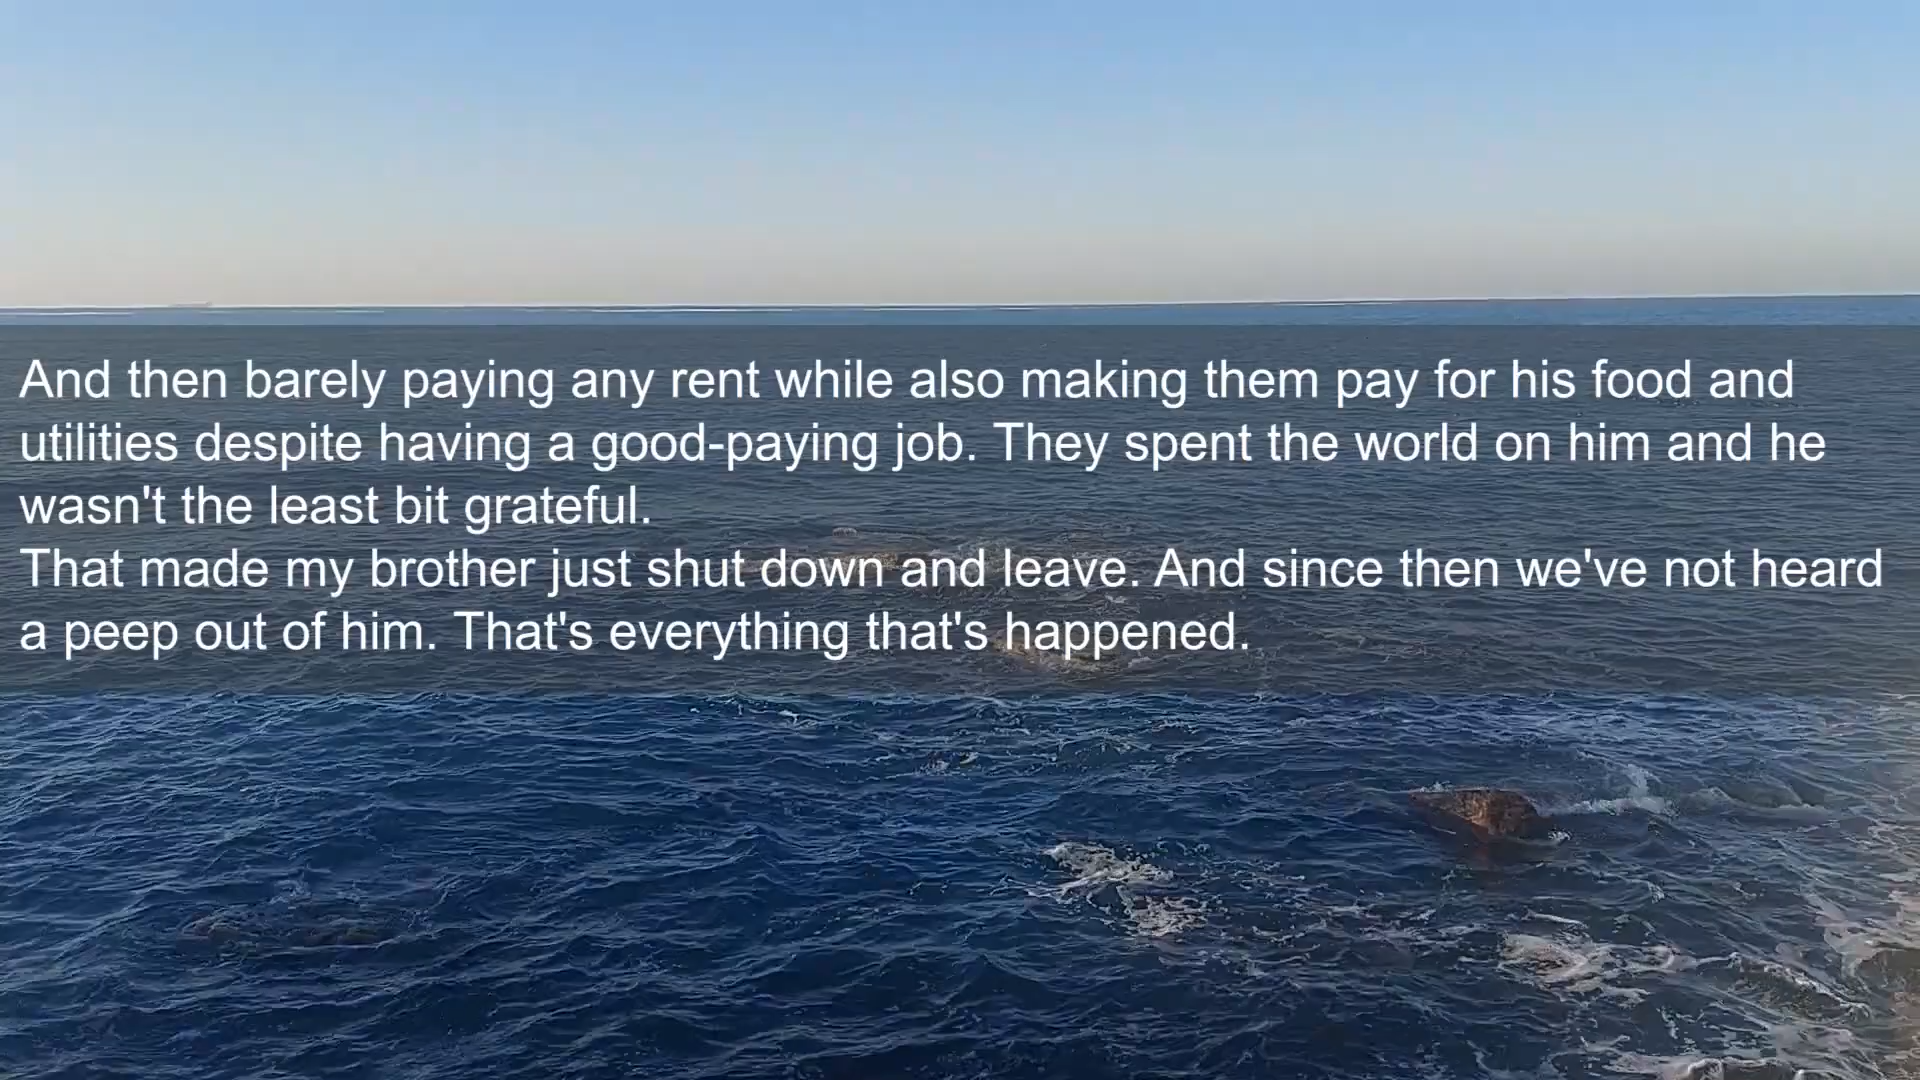 And then barely paying any rent while also making them pay for his food and
utilities despite having a good-paying job. They spent the world on him and he
wasn't the least bit grateful.
That made my brother just shut down and leave. And since then we've not heard
a peep out of him. That's everything that's happened.